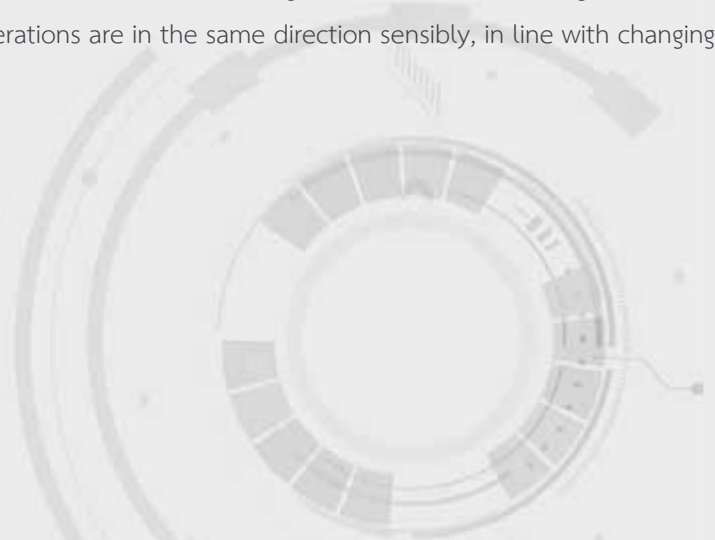 erations are in the same direction sensibly, in line with changing